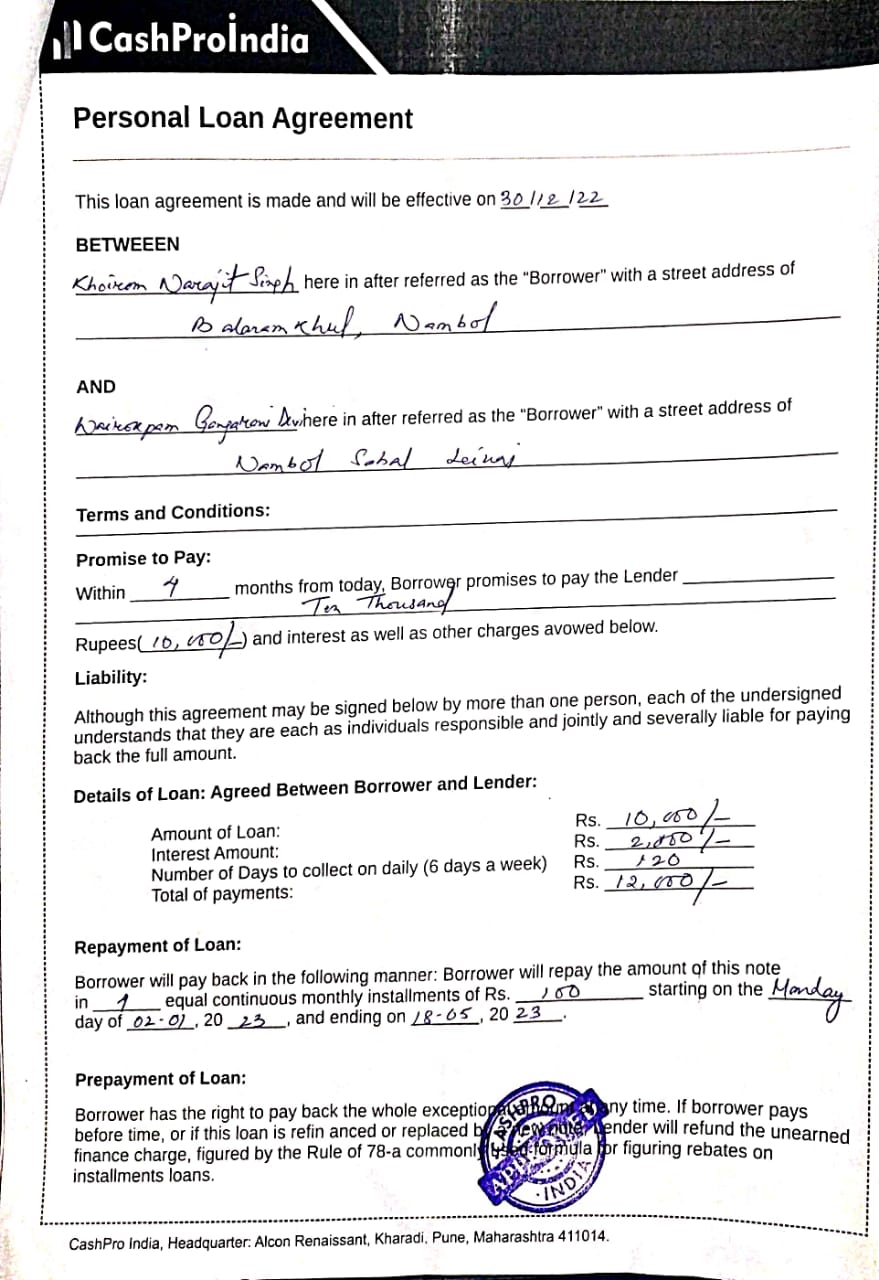 CashProIndia
Personal Loan Agreement
This loan agreement is made and will be effective on 30/12/22
BETWEEEN
Khoirom Narajit Singh here in after referred as the “Borrower” with a street address of
Balaram Khul, Nambol
AND
Wairokpam here in after referred as the “Borrower” with a street address of
Nambol Sabal Leikai
Terms and Conditions:
Promise to Pay:
Within 4 months from today, Borrower promises to pay the Lender
Ten Thousand
Rupees( 10,000/-) and interest as well as other charges avowed below.
Liability:
Although this agreement may be signed below by more than one person, each of the undersigned
understands that they are each as individuals responsible and jointly and severally liable for paying
back the full amount.
Details of Loan: Agreed Between Borrower and Lender:
Amount of Loan: Rs. 10,000/-
Interest Amount: Rs. 2,000/-
Number of Days to collect on daily (6 days a week) Rs. 120
Total of payments: Rs. 12,000/-
Repayment of Loan:
Borrower will pay back in the following manner: Borrower will repay the amount of this note
in equal continuous monthly installments of Rs. 100 starting on the Monday
day of 02-01, 20 23, and ending on 18-05, 20 23.
Prepayment of Loan:
Borrower has the right to pay back the whole exceptional amount at any time. If borrower pays
before time, or if this loan is refin anced or replaced by a new note, Lender will refund the unearned
finance charge, figured by the Rule of 78-a commonly used formula for figuring rebates on
installments loans.
CASHPRO
INDIA
CashPro India, Headquarter: Alcon Renaissant, Kharadi, Pune, Maharashtra 411014.